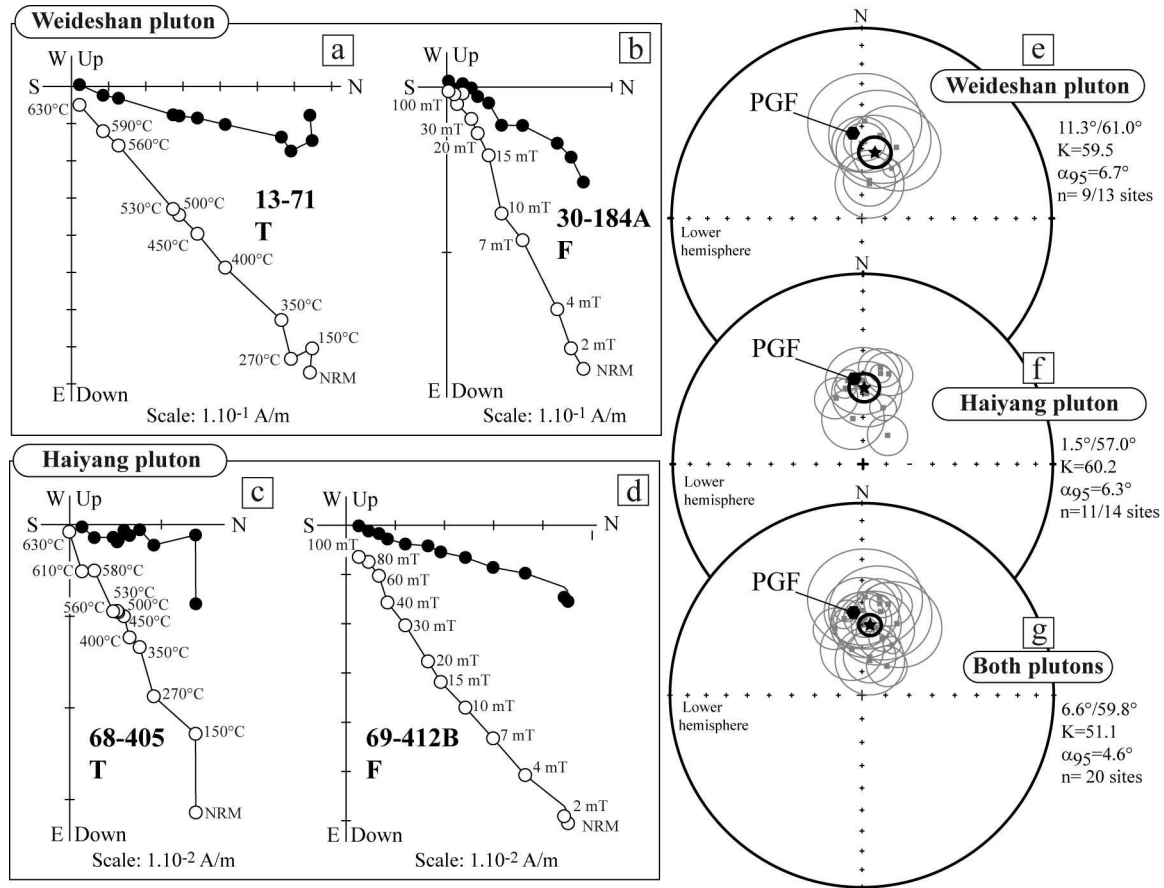 Weideshan pluton
a
W Up
S
N
630°C
590°C
560°C
530°C
500°C
450°C
400°C
350°C
270°C
150°C
NRM
13-71
T
E Down
Scale: 1.10-1 A/m
b
W Up
S
N
100 mT
30 mT
20 mT
15 mT
10 mT
7 mT
4 mT
2 mT
NRM
30-184A
F
E Down
Scale: 1.10-1 A/m
Haiyang pluton
c
W Up
S
N
630°C
610°C
580°C
530°C
560°C
500°C
450°C
400°C
350°C
270°C
150°C
NRM
68-405
T
E Down
Scale: 1.10-2 A/m
d
W Up
S
N
100 mT
80 mT
60 mT
40 mT
30 mT
20 mT
15 mT
10 mT
7 mT
4 mT
2 mT
NRM
69-412B
F
E Down
Scale: 1.10-2 A/m
N
e
Weideshan pluton
PGF
11.3°/61.0°
K=59.5
α95=6.7°
n= 9/13 sites
Lower
hemisphere
N
f
Haiyang pluton
PGF
1.5°/57.0°
K=60.2
α95=6.3°
n=11/14 sites
Lower
hemisphere
N
g
Both plutons
PGF
6.6°/59.8°
K=51.1
α95=4.6°
n= 20 sites
Lower
hemisphere